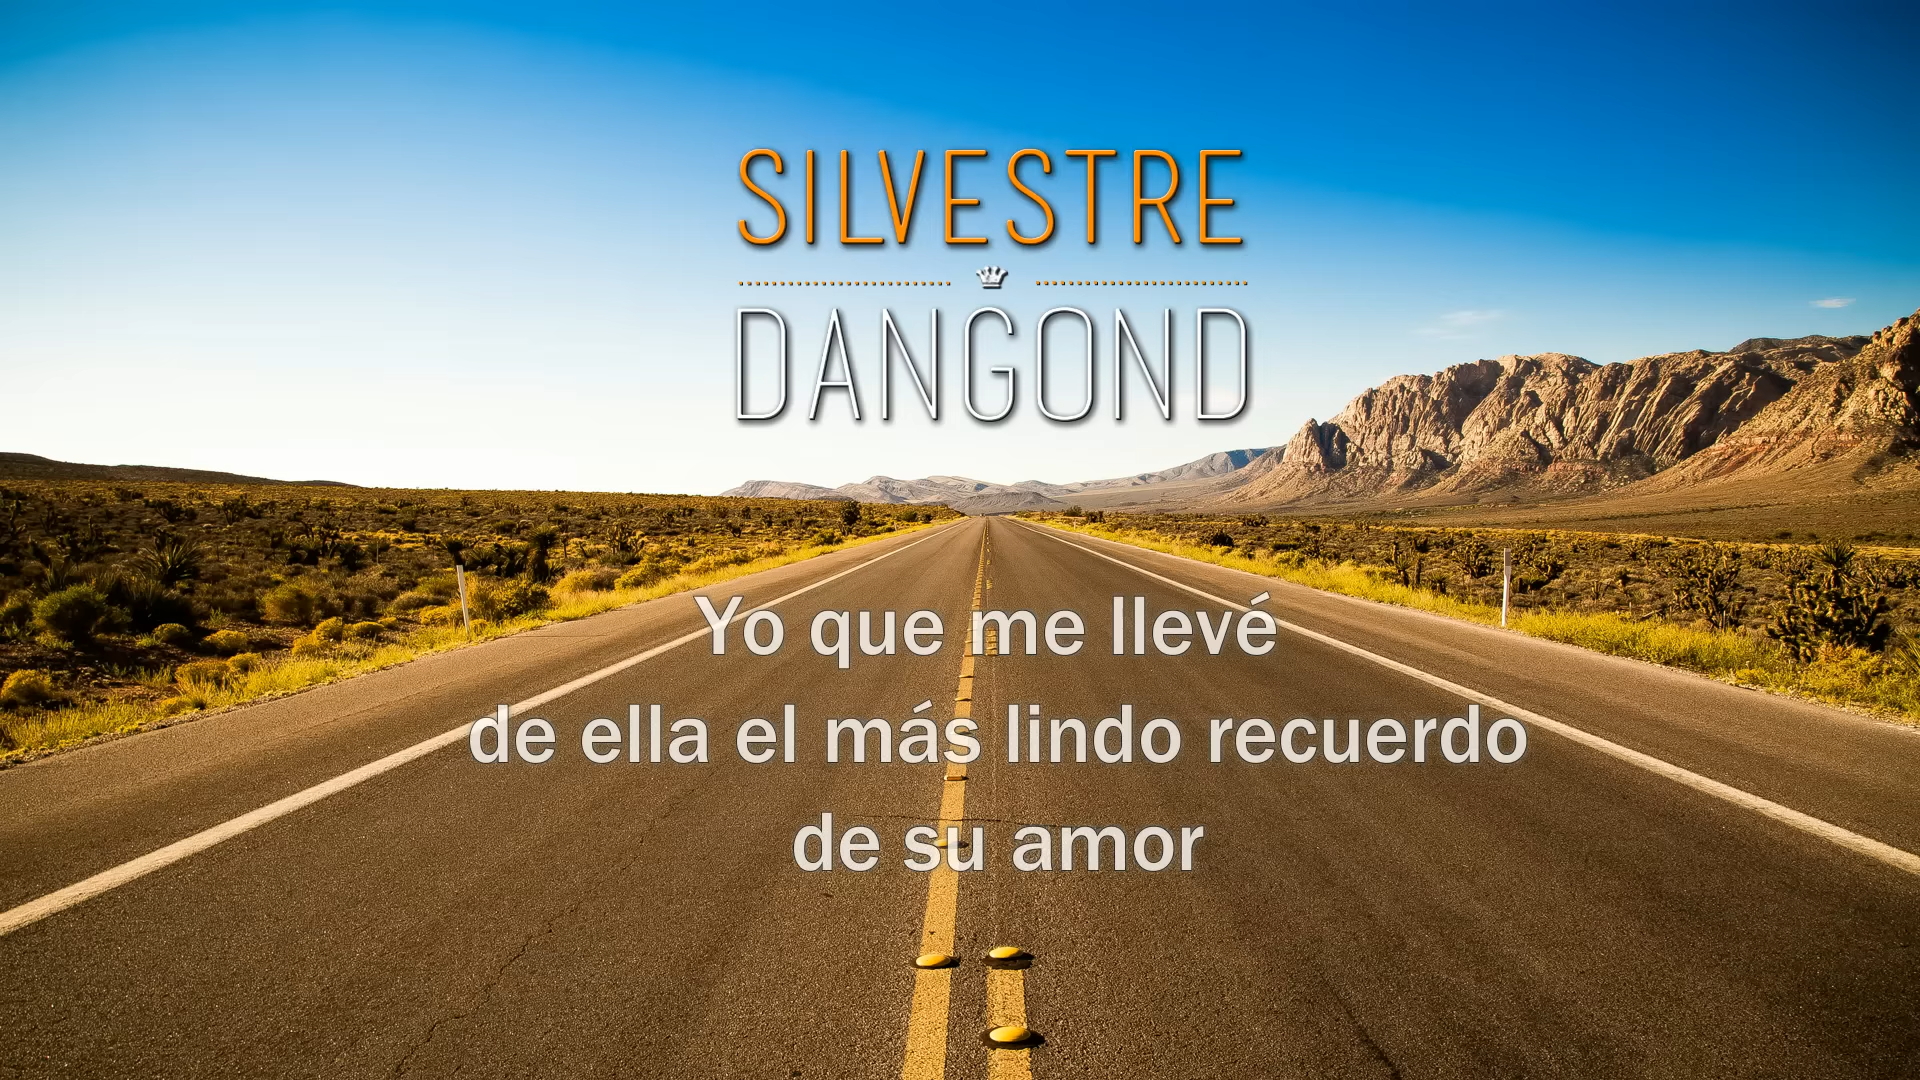 SILVESTRE
DANGOND
Yo que me llevé
de ella el más lindo recuerdo
de su amor